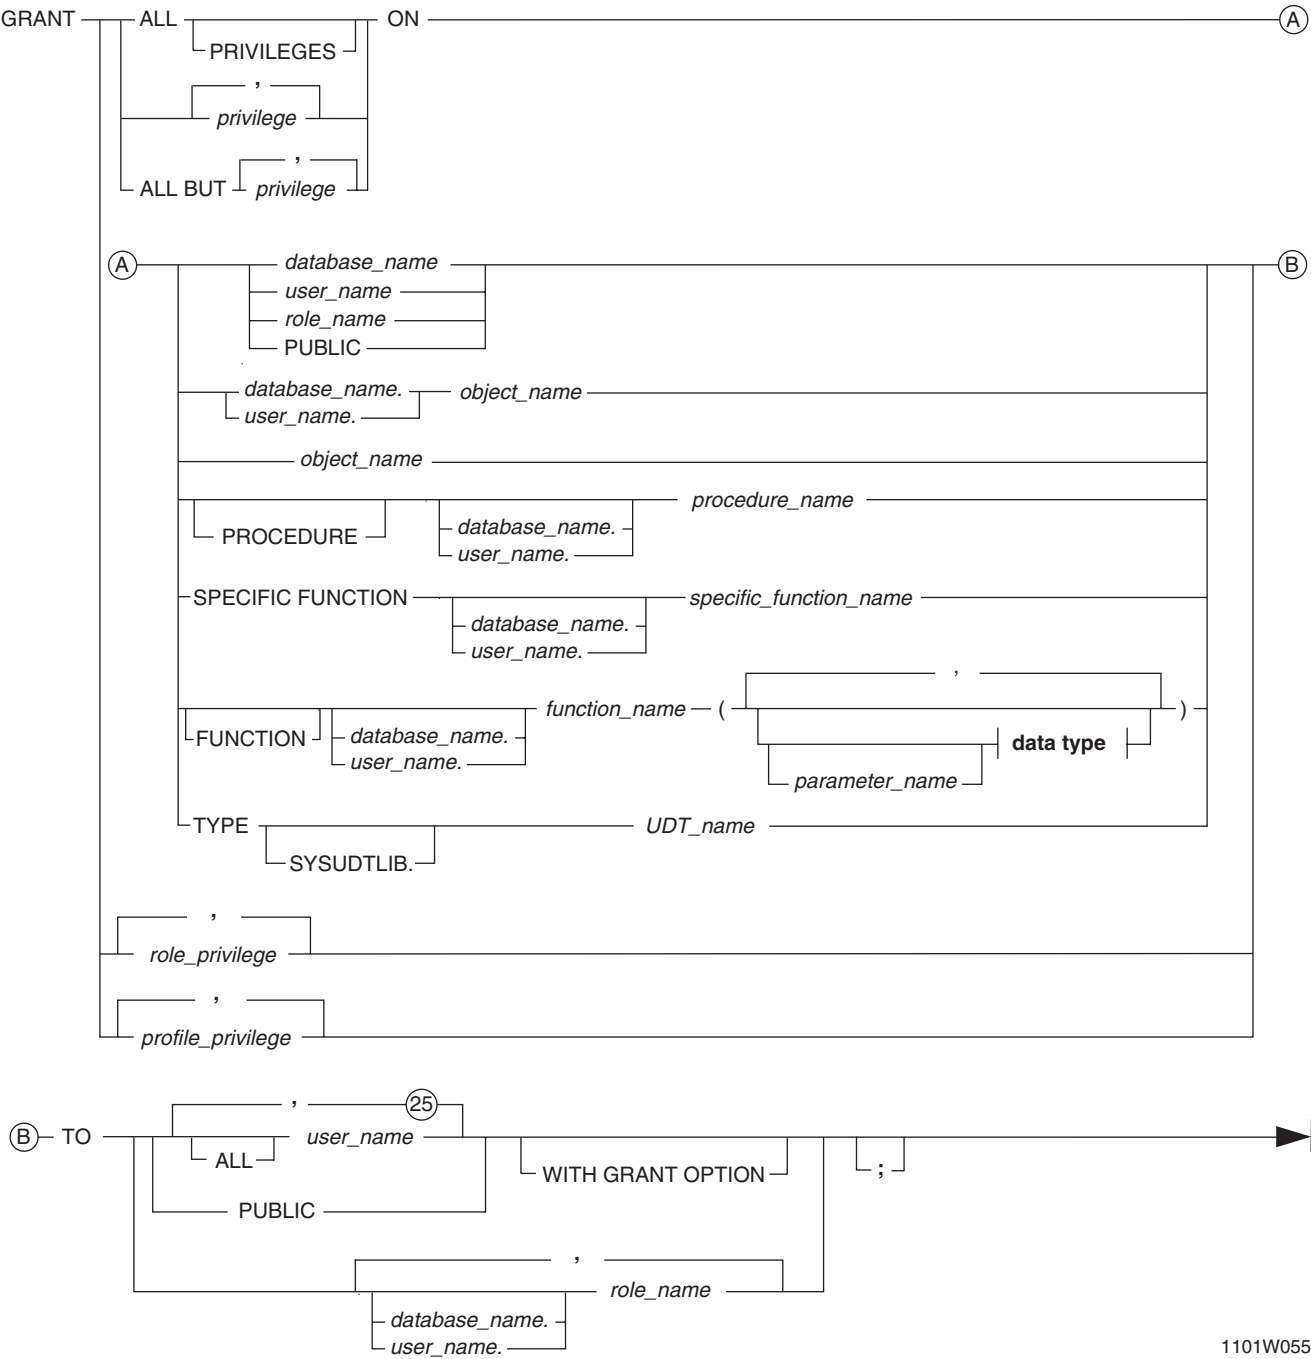 GRANT ALL ON A
PRIVILEGES
,
privilege
,
ALL BUT privilege
A database_name B
user_name
role_name
PUBLIC
database_name. object_name
user_name.
object_name
procedure_name
PROCEDURE database_name.
user_name.
SPECIFIC FUNCTION specific_function_name
database_name.
user_name.
,
function_name ( )
FUNCTION database_name. data type
user_name.
parameter_name
TYPE UDT_name
SYSUDTLIB.
,
role_privilege
,
profile_privilege
, 25
B TO user_name
ALL WITH GRANT OPTION ;
PUBLIC
,
role_name
database_name.
user_name.
1101W055